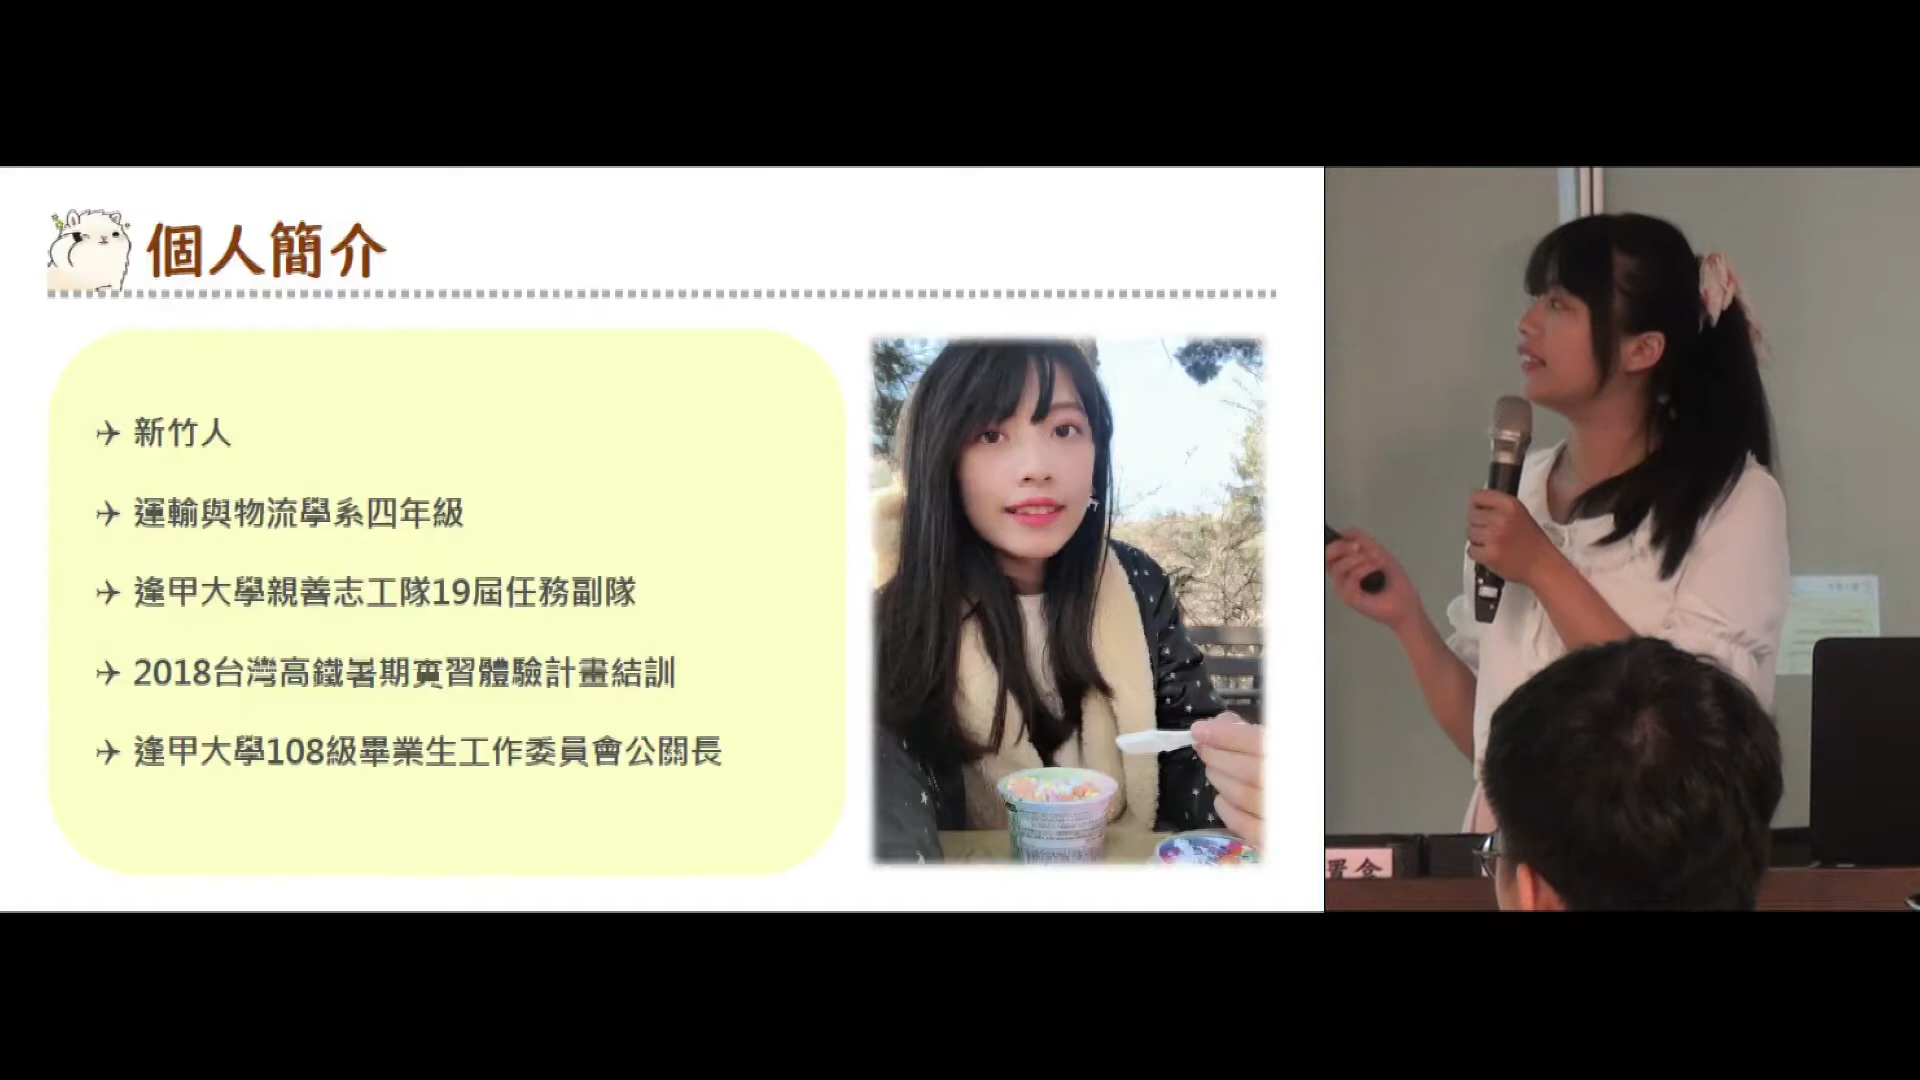 個人簡介
✈ 新竹人
✈ 運輸與物流學系四年級
✈ 逢甲大學親善志工隊19屆任務副隊
✈ 2018台灣高鐵暑期實習體驗計畫結訓
✈ 逢甲大學108級畢業生工作委員會公關長